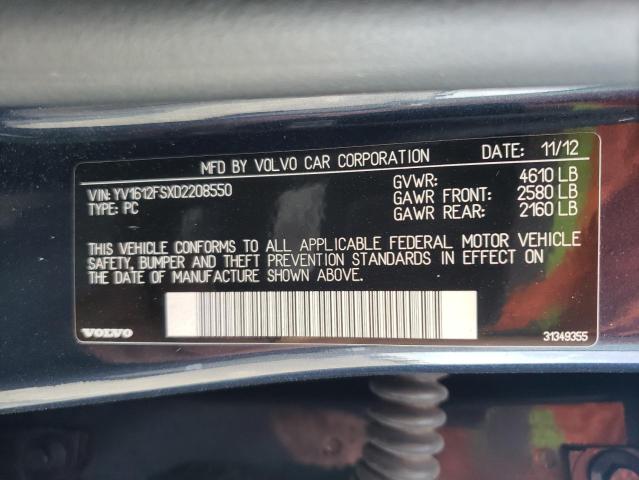 MFD BY VOLVO CAR CORPORATION DATE: 11/12
VIN: YV1612FSXD2208550 GVWR: 4610 LB
TYPE: PC GAWR FRONT: 2580 LB
GAWR REAR: 2160 LB
THIS VEHICLE CONFORMS TO ALL APPLICABLE FEDERAL MOTOR VEHICLE
SAFETY, BUMPER AND THEFT PREVENTION STANDARDS IN EFFECT ON
THE DATE OF MANUFACTURE SHOWN ABOVE.
VOLVO 31349355